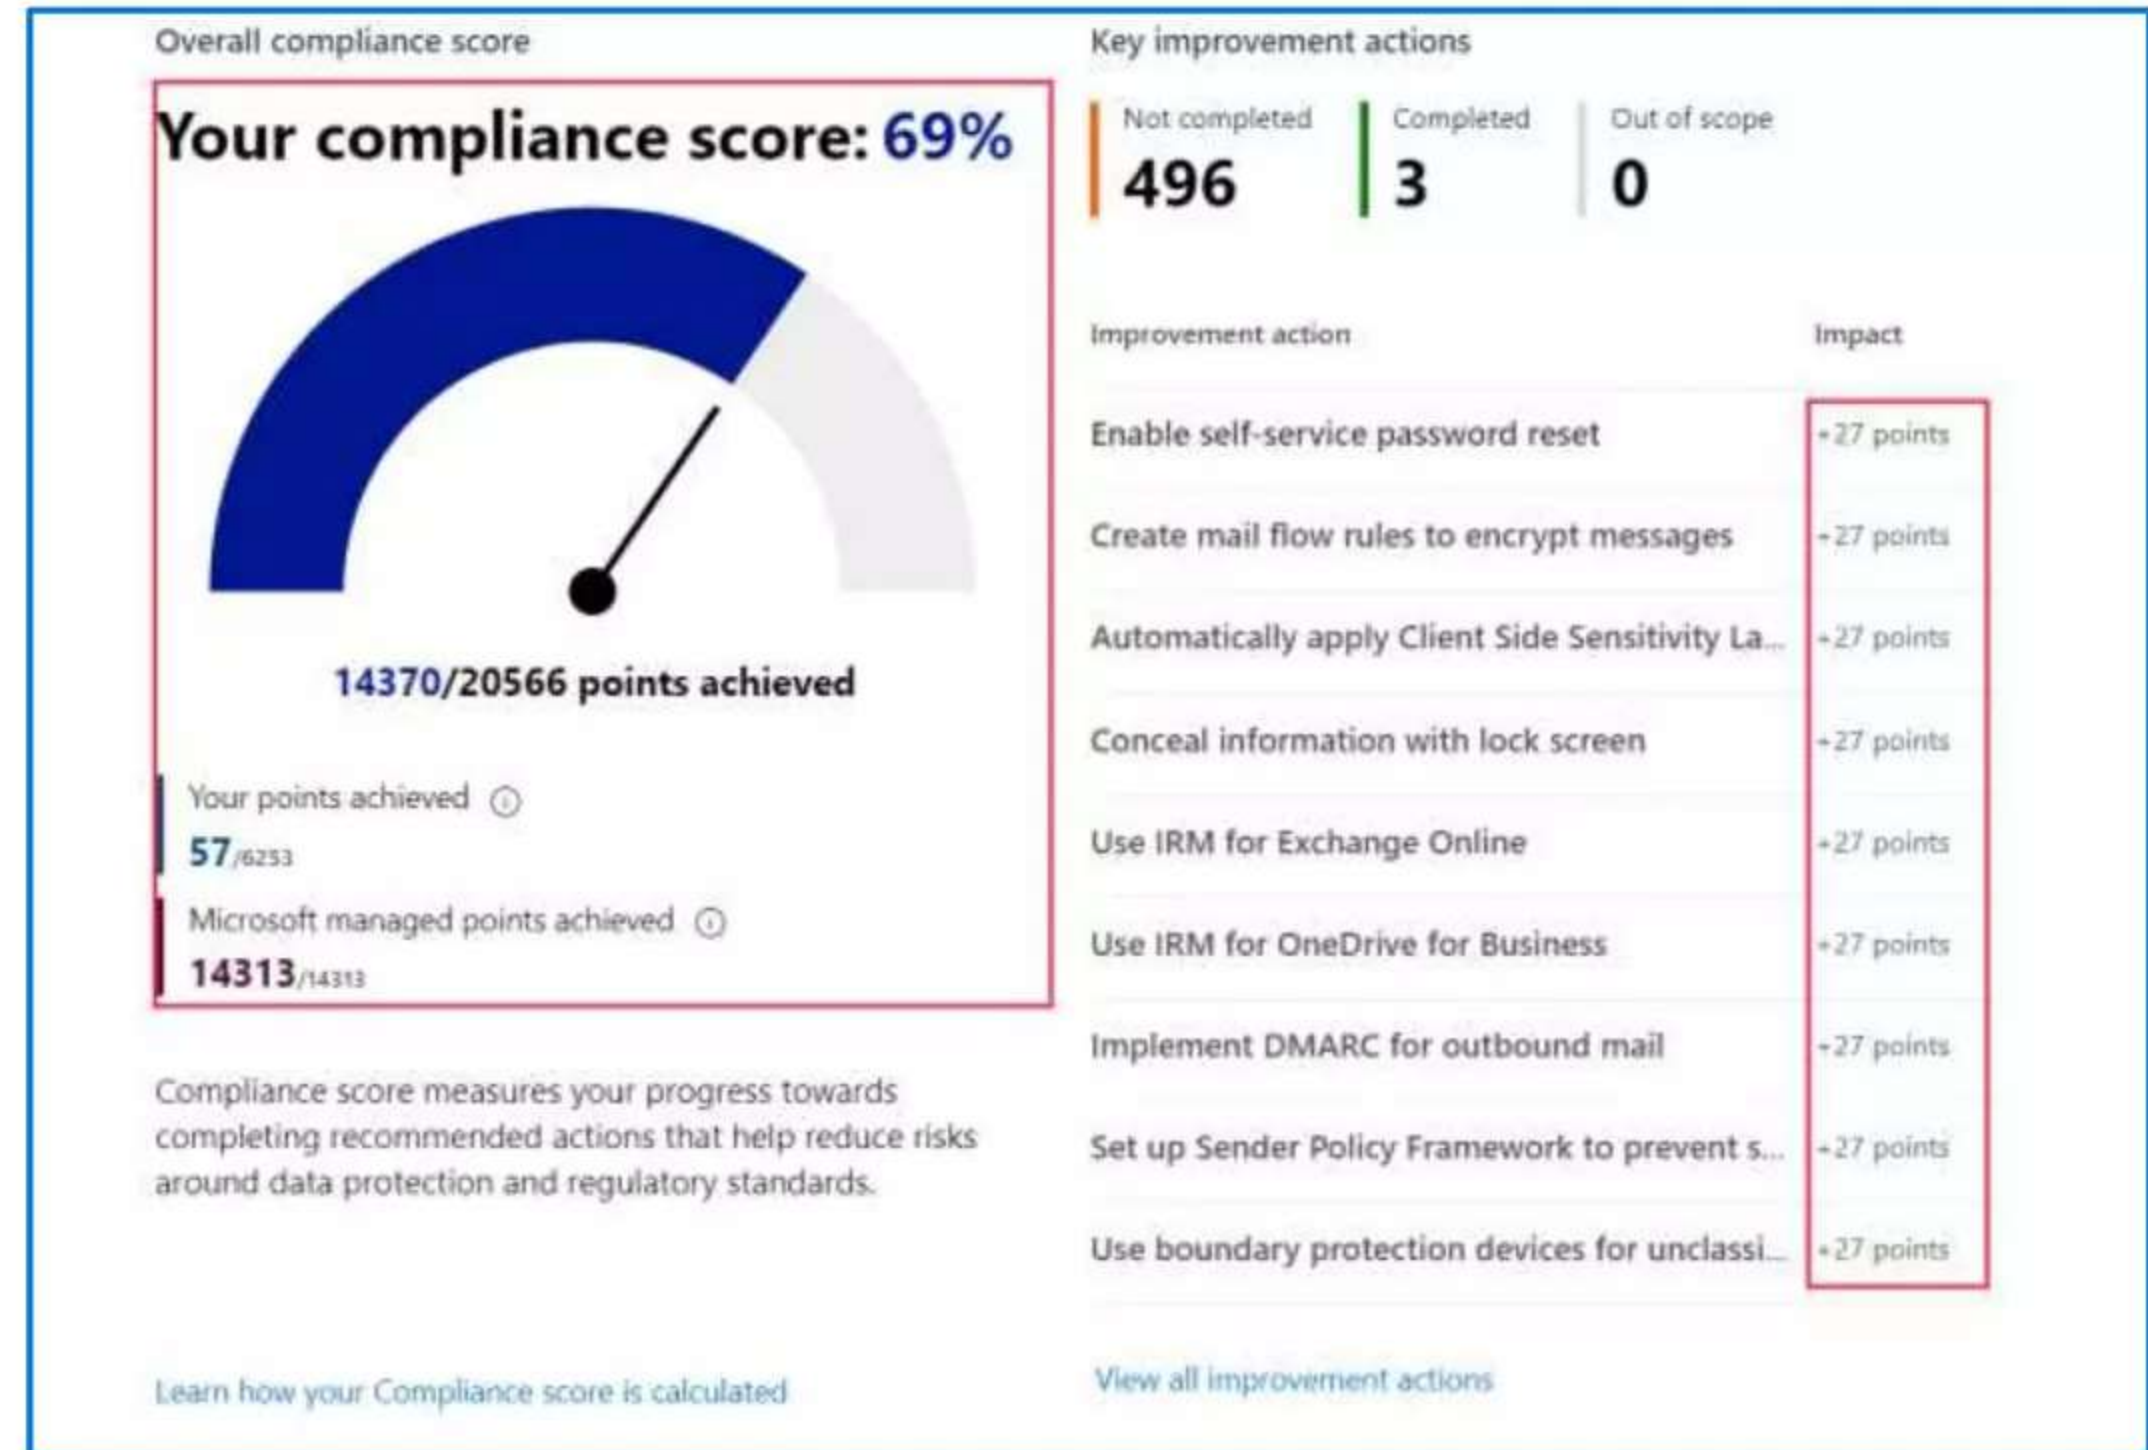 Overall compliance score
Your compliance score: 69%
14370/20566 points achieved
Your points achieved
57/6253
Microsoft managed points achieved
14313/14313
Compliance score measures your progress towards
completing recommended actions that help reduce risks
around data protection and regulatory standards.
Learn how your Compliance score is calculated
Key improvement actions
Not completed
496
Completed
3
Out of scope
0
Improvement action Impact
Enable self-service password reset +27 points
Create mail flow rules to encrypt messages +27 points
Automatically apply Client Side Sensitivity La... +27 points
Conceal information with lock screen +27 points
Use IRM for Exchange Online +27 points
Use IRM for OneDrive for Business +27 points
Implement DMARC for outbound mail +27 points
Set up Sender Policy Framework to prevent s... +27 points
Use boundary protection devices for unclassi... +27 points
View all improvement actions